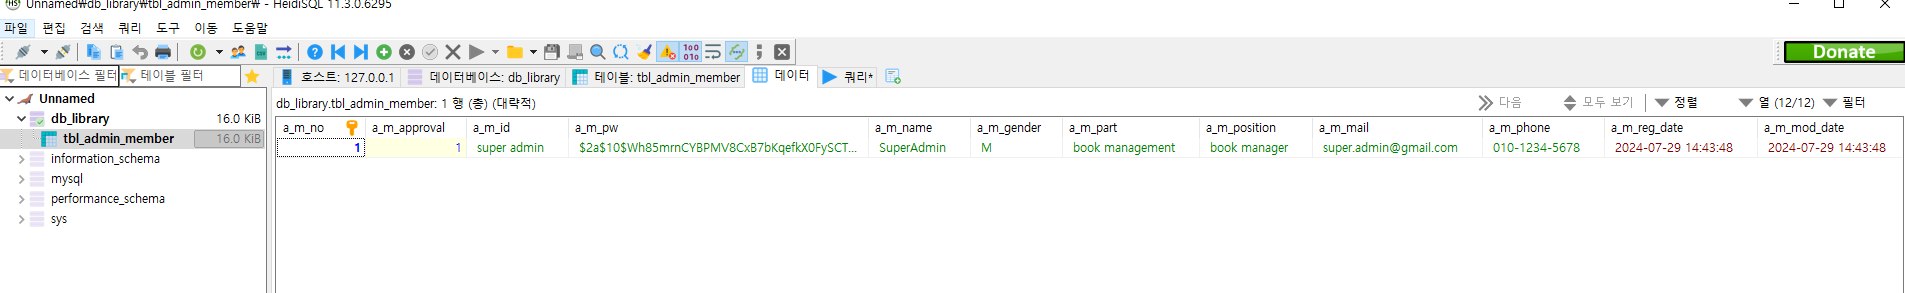 Unnamed₩db_library₩tbl_admin_member₩ - HeidiSQL 11.3.0.6295
파일 편집 검색 쿼리 도구 이동 도움말
Donate
데이터베이스 필터 테이블 필터
호스트: 127.0.0.1 데이터베이스: db_library 테이블: tbl_admin_member 데이터 쿼리*
Unnamed
db_library 16.0 KiB
tbl_admin_member 16.0 KiB
information_schema
mysql
performance_schema
sys
db_library.tbl_admin_member: 1 행 (총) (대략적) 다음 모두 보기 정렬 열 (12/12) 필터
a_m_no a_m_approval a_m_id a_m_pw a_m_name a_m_gender a_m_part a_m_position a_m_mail a_m_phone a_m_reg_date a_m_mod_date
1 1 super admin $2a$10$Wh85mrnCYBPMV8CxB7bKqefkX0FySCT... SuperAdmin M book management book manager super.admin@gmail.com 010-1234-5678 2024-07-29 14:43:48 2024-07-29 14:43:48